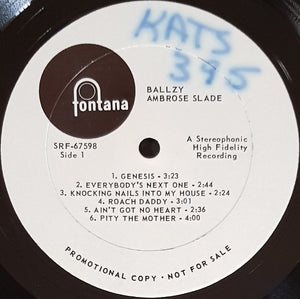 KATS
395
fontana
BALLZY
AMBROSE SLADE
SRF-67598
Side 1
A Stereophonic
High Fidelity
Recording
1. GENESIS - 3:23
2. EVERYBODY'S NEXT ONE - 2:44
3. KNOCKING NAILS INTO MY HOUSE - 2:24
4. ROACH DADDY - 3:01
5. AIN'T GOT NO HEART - 2:36
6. PITY THE MOTHER - 4:00
PROMOTIONAL COPY • NOT FOR SALE